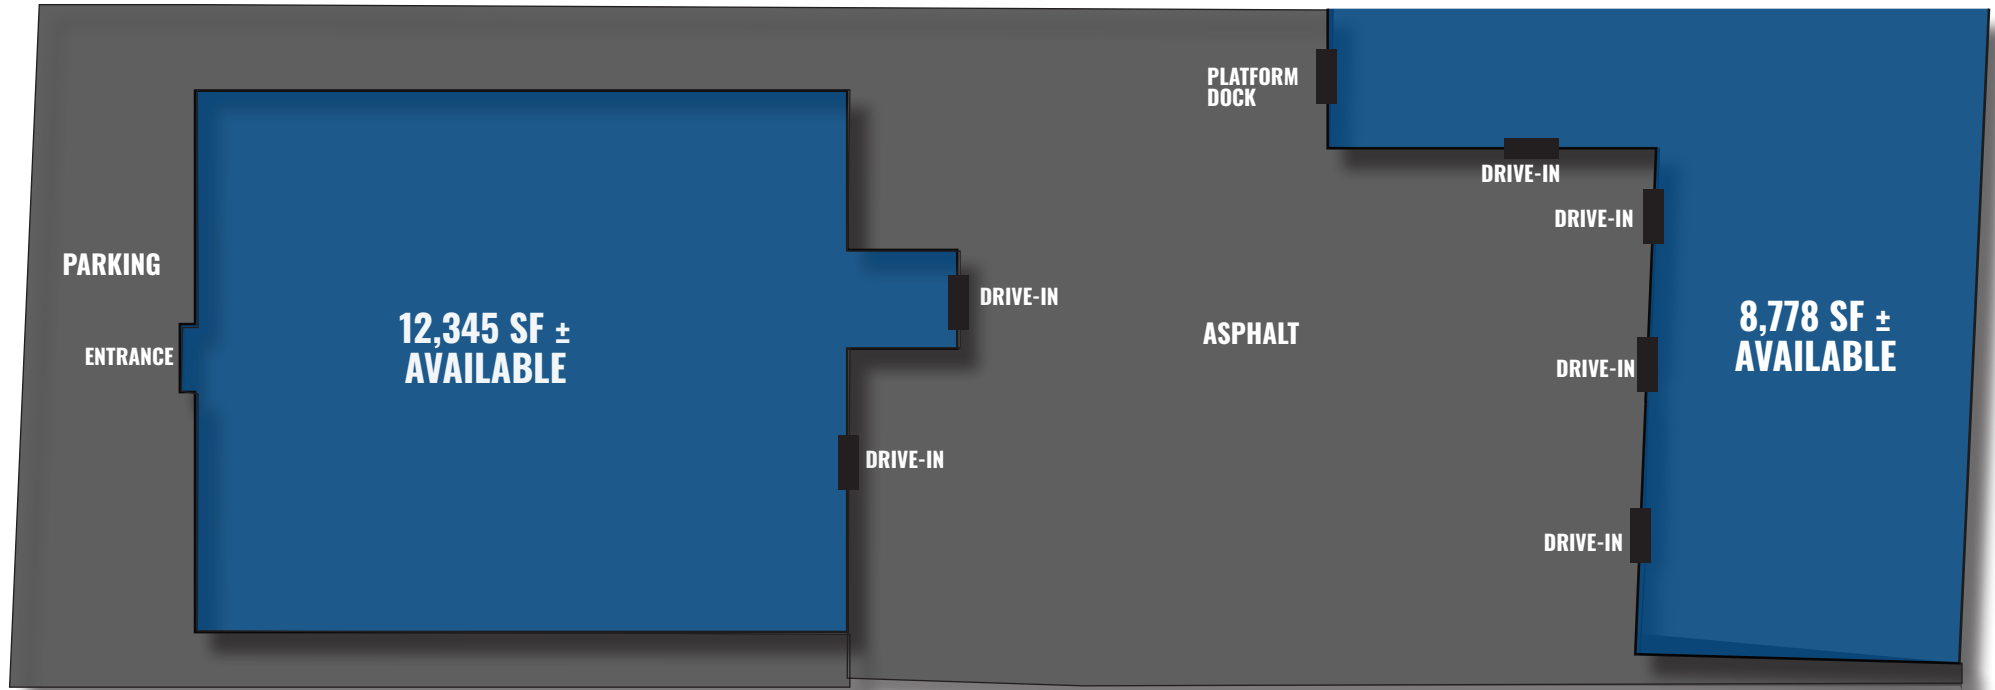 PLATFORM
DOCK
DRIVE-IN
DRIVE-IN
PARKING
DRIVE-IN
12,345 SF ±
AVAILABLE
ENTRANCE
ASPHALT
8,778 SF ±
AVAILABLE
DRIVE-IN
DRIVE-IN
DRIVE-IN